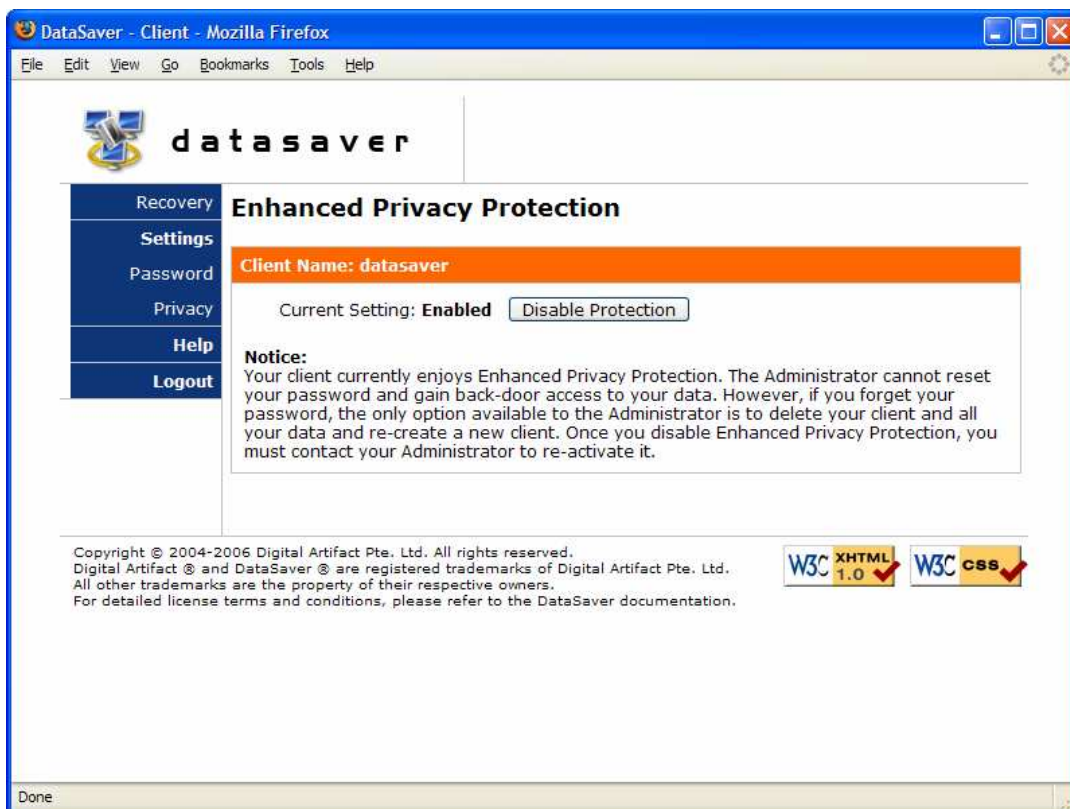 DataSaver - Client - Mozilla Firefox
File Edit View Go Bookmarks Tools Help
datasaver
Recovery
Settings
Password
Privacy
Help
Logout
Enhanced Privacy Protection
Client Name: datasaver
Current Setting: Enabled Disable Protection
Notice:
Your client currently enjoys Enhanced Privacy Protection. The Administrator cannot reset
your password and gain back-door access to your data. However, if you forget your
password, the only option available to the Administrator is to delete your client and all
your data and re-create a new client. Once you disable Enhanced Privacy Protection, you
must contact your Administrator to re-activate it.
Copyright © 2004-2006 Digital Artifact Pte. Ltd. All rights reserved.
Digital Artifact ® and DataSaver ® are registered trademarks of Digital Artifact Pte. Ltd.
All other trademarks are the property of their respective owners.
For detailed license terms and conditions, please refer to the DataSaver documentation.
W3C XHTML 1.0
W3C css
Done